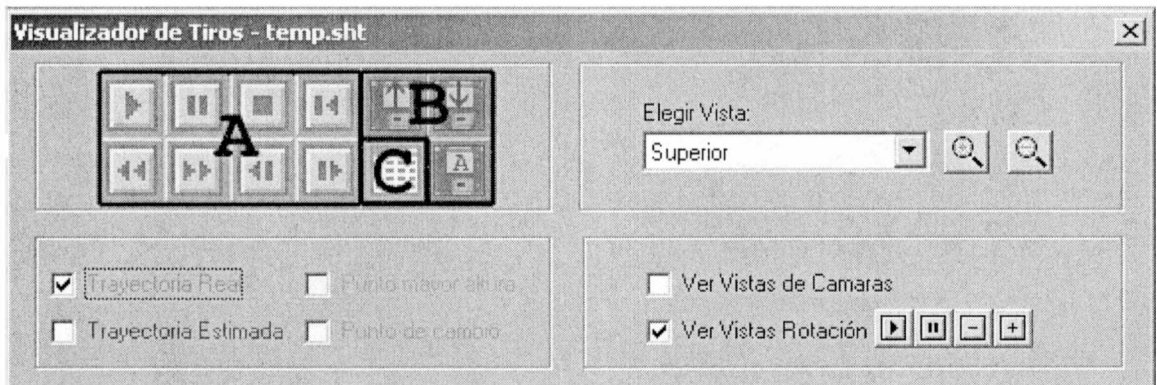 Visualizador de Tiros - temp.sht
A
B
C
A
Elegir Vista:
Superior
Trayectoria Real
Punto mayor altura
Trayectoria Estimada
Punto de cambio
Ver Vistas de Camaras
Ver Vistas Rotación